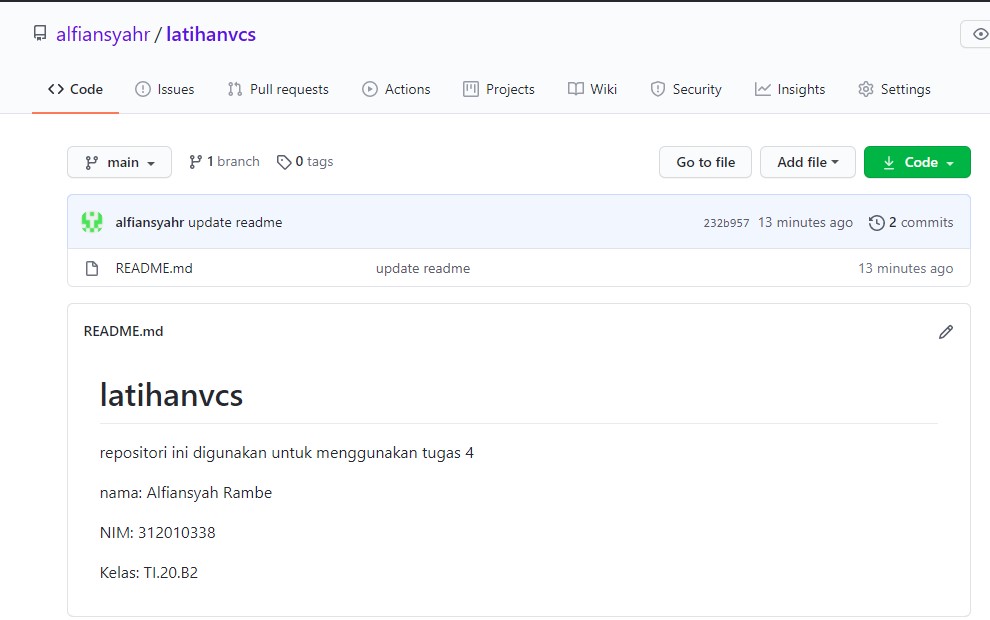 alfiansyahr / latihanvcs
Code Issues Pull requests Actions Projects Wiki Security Insights Settings
main 1 branch 0 tags Go to file Add file Code
alfiansyahr update readme 232b957 13 minutes ago 2 commits
README.md update readme 13 minutes ago
README.md
latihanvcs
repositori ini digunakan untuk menggunakan tugas 4
nama: Alfiansyah Rambe
NIM: 312010338
Kelas: TI.20.B2